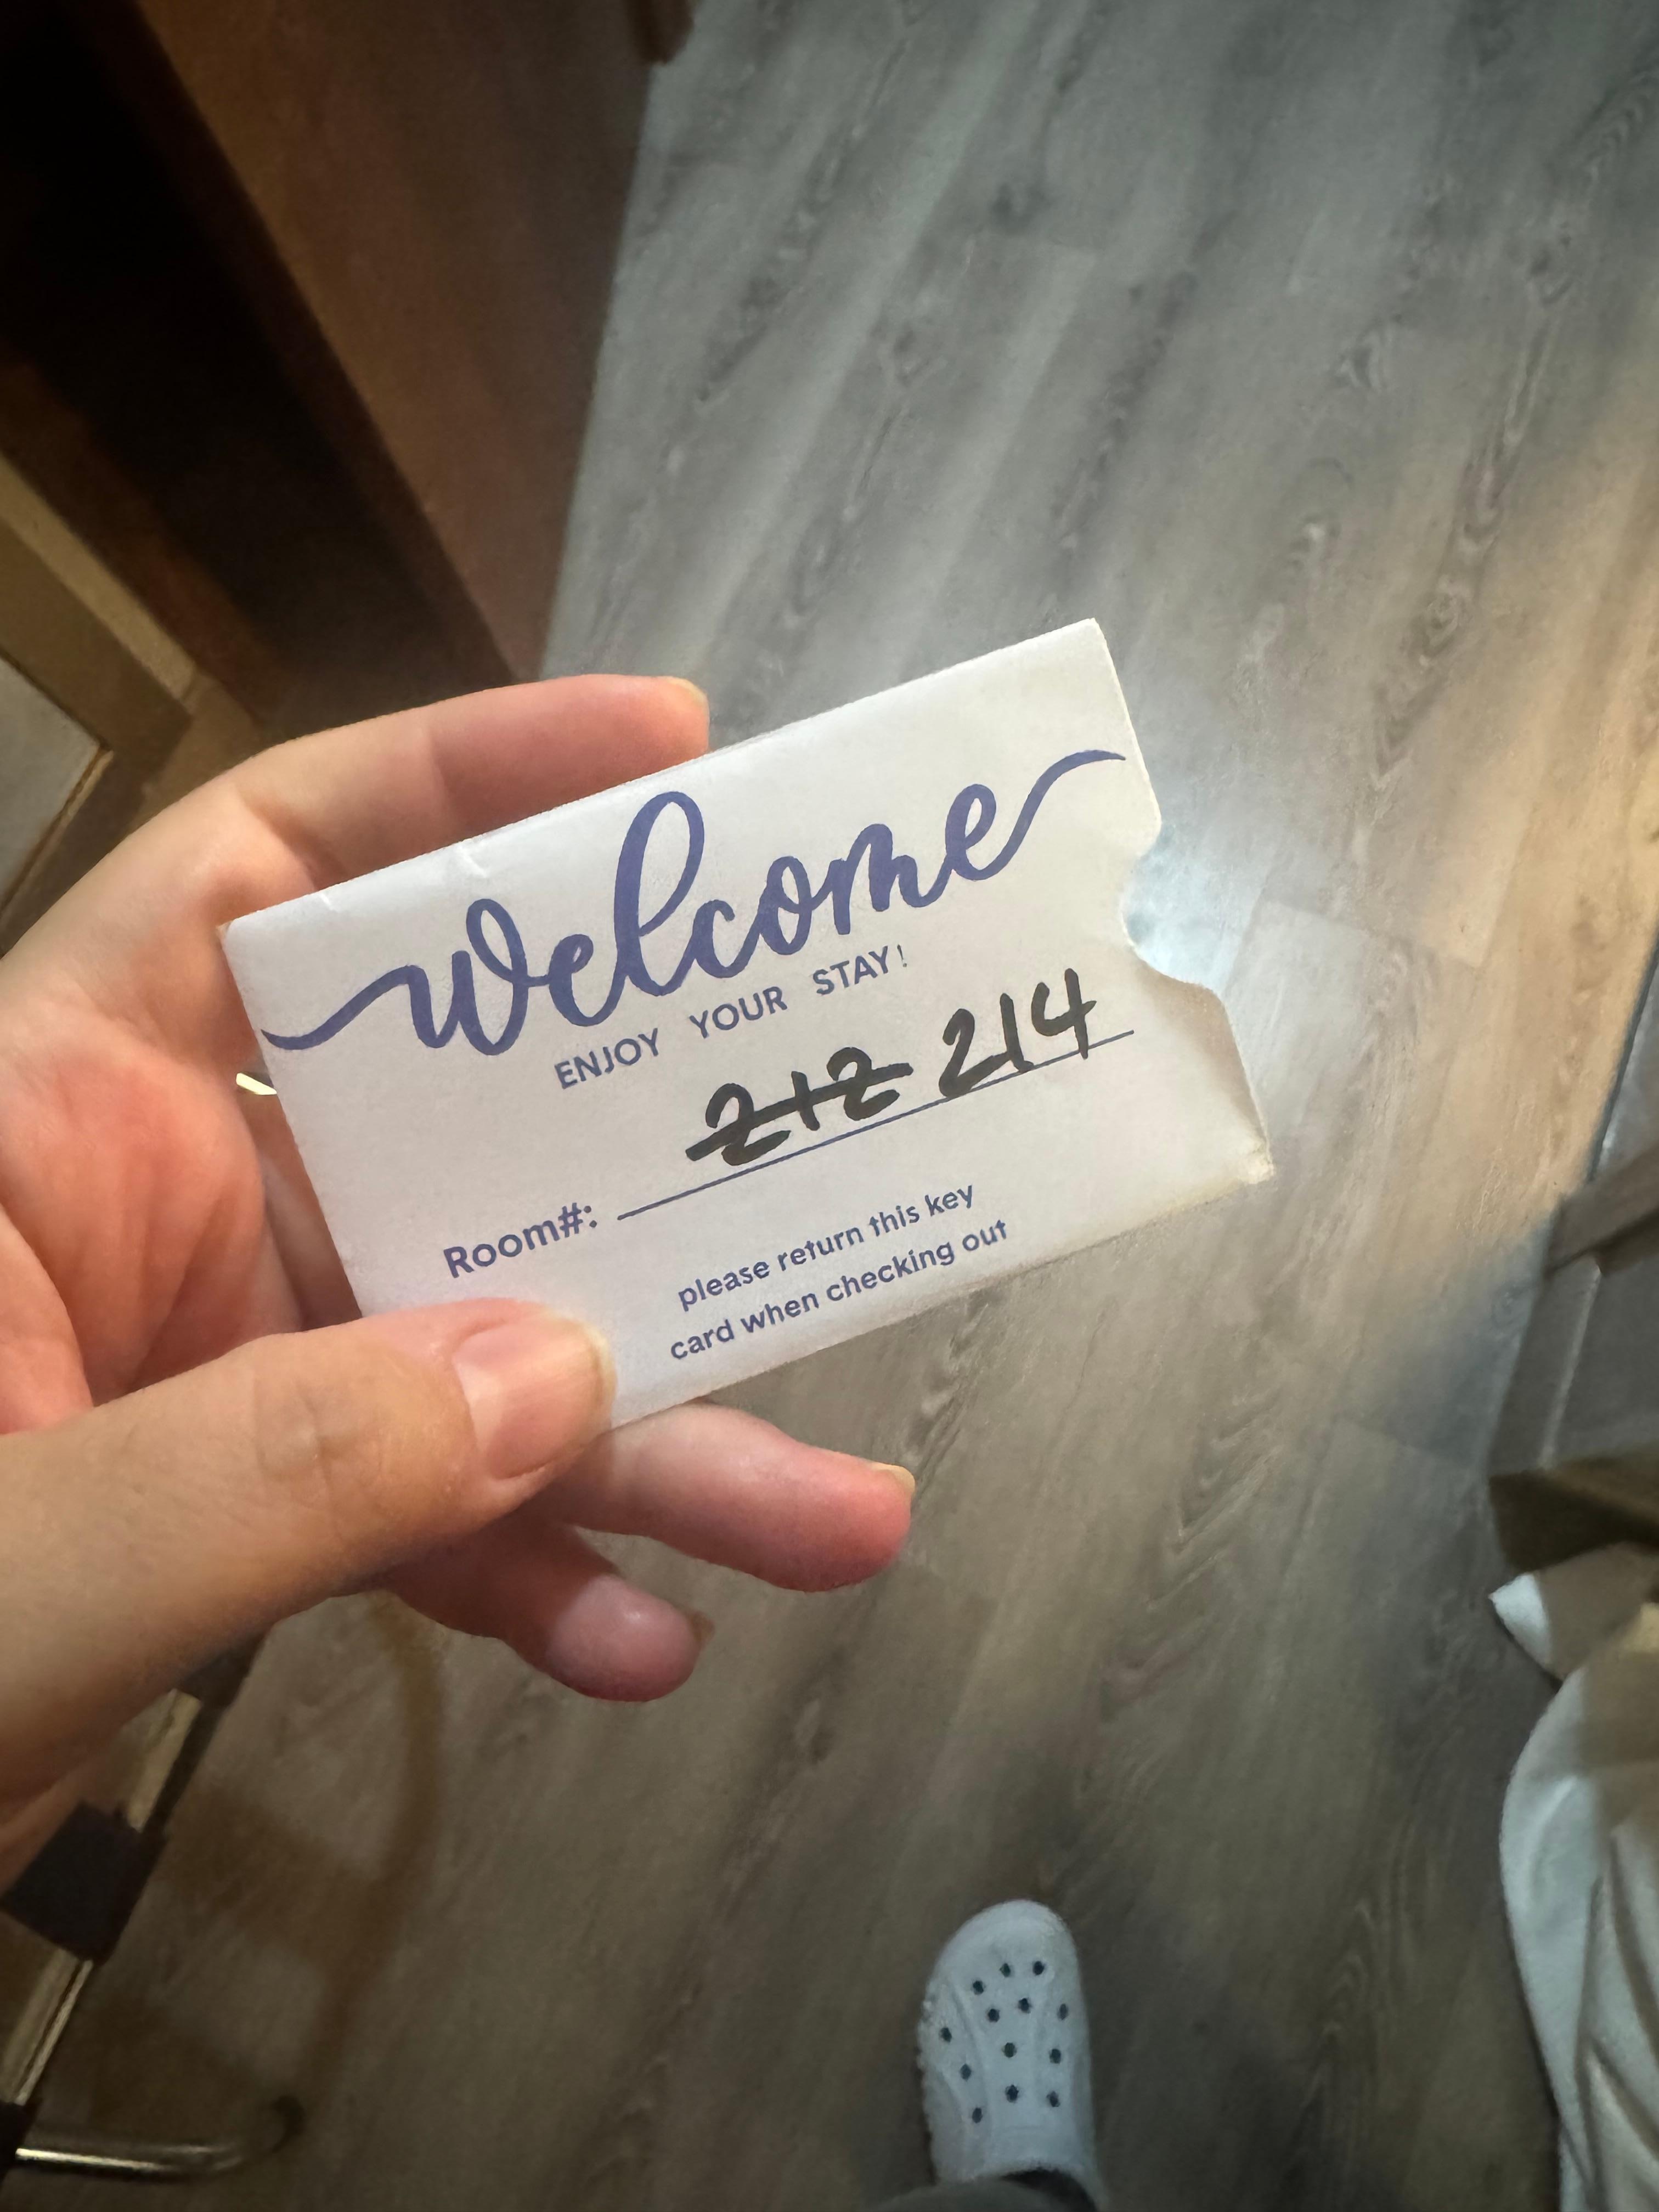 welcome
ENJOY YOUR STAY!
Room#: 212 214
please return this key
card when checking out